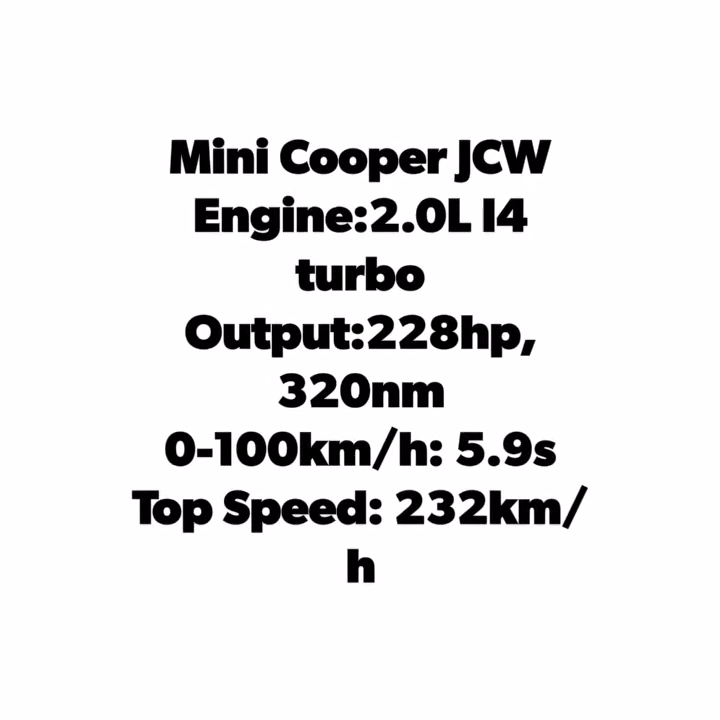 Mini Cooper JCW
Engine:2.0L I4
turbo
Output:228hp,
320nm
0-100km/h: 5.9s
Top Speed: 232km/
h